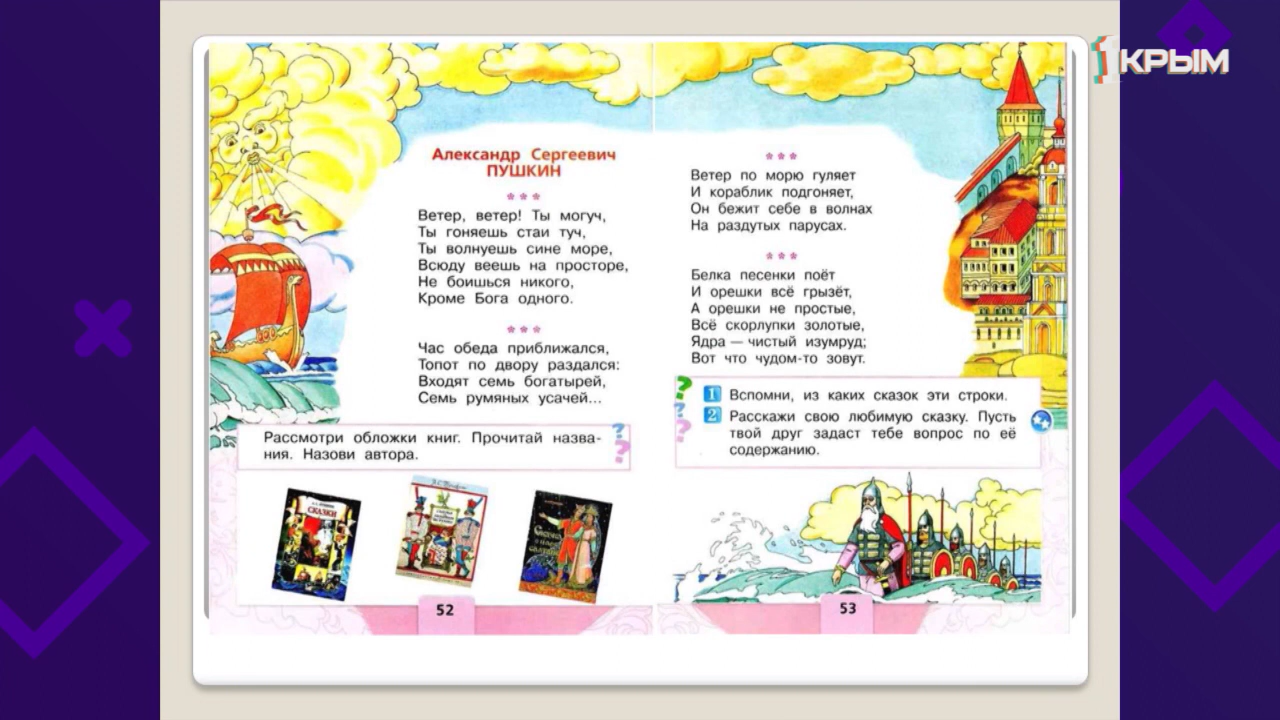 1 КРЫМ
Александр Сергеевич
ПУШКИН
* * *
Ветер, ветер! Ты могуч,
Ты гоняешь стаи туч,
Ты волнуешь сине море,
Всюду веешь на просторе,
Не боишься никого,
Кроме Бога одного.
* * *
Час обеда приближался,
Топот по двору раздался:
Входят семь богатырей,
Семь румяных усачей...
Рассмотри обложки книг. Прочитай назва-
ния. Назови автора.
СКАЗКИ
52
* * *
Ветер по морю гуляет
И кораблик подгоняет,
Он бежит себе в волнах
На раздутых парусах.
* * *
Белка песенки поёт
И орешки всё грызёт,
А орешки не простые,
Всё скорлупки золотые,
Ядра — чистый изумруд;
Вот что чудом-то зовут.
1 Вспомни, из каких сказок эти строки.
2 Расскажи свою любимую сказку. Пусть
твой друг задаст тебе вопрос по её
содержанию.
53